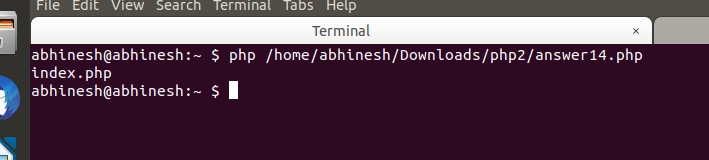 File Edit View Search Terminal Tabs Help
Terminal ×
abhinesh@abhinesh:~ $ php /home/abhinesh/Downloads/php2/answer14.php
index.php
abhinesh@abhinesh:~ $